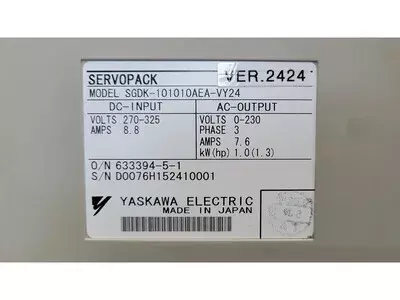 SERVOPACK VER.2424
MODEL SGDK-101010AEA-VY24
DC-INPUT AC-OUTPUT
VOLTS 270-325 VOLTS 0-230
AMPS 8.8 PHASE 3
AMPS 7.6
kW(hp) 1.0(1.3)
O/N 633394-5-1
S/N D0076H152410001
YASKAWA ELECTRIC
MADE IN JAPAN